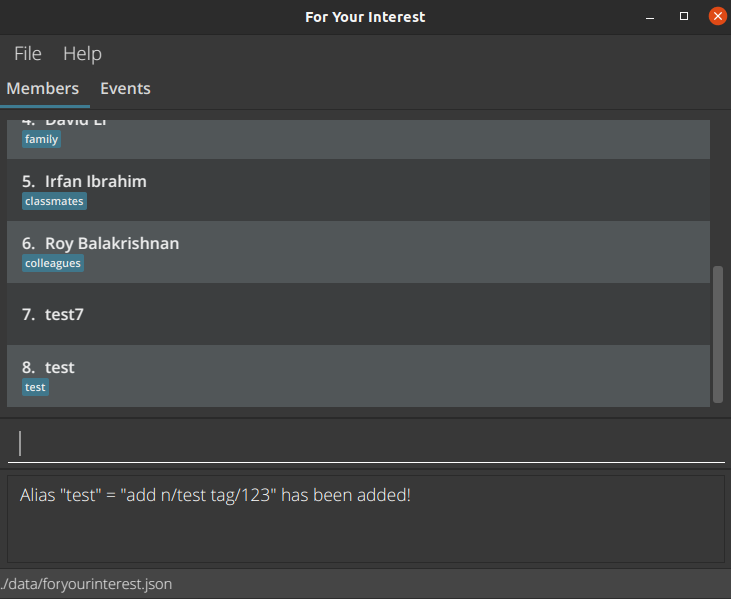 For Your Interest
File Help
Members Events
4. David Li
family
5. Irfan Ibrahim
classmates
6. Roy Balakrishnan
colleagues
7. test7
8. test
test
Alias "test" = "add n/test tag/123" has been added!
./data/foryourinterest.json